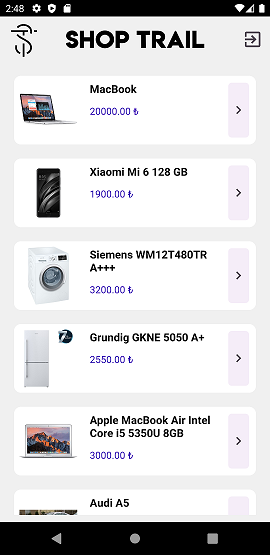 2:48
SHOP TRAIL
MacBook
20000.00 ₺
Xiaomi Mi 6 128 GB
1900.00 ₺
Siemens WM12T480TR
A+++
3200.00 ₺
Grundig GKNE 5050 A+
2550.00 ₺
Apple MacBook Air Intel
Core i5 5350U 8GB
3000.00 ₺
Audi A5